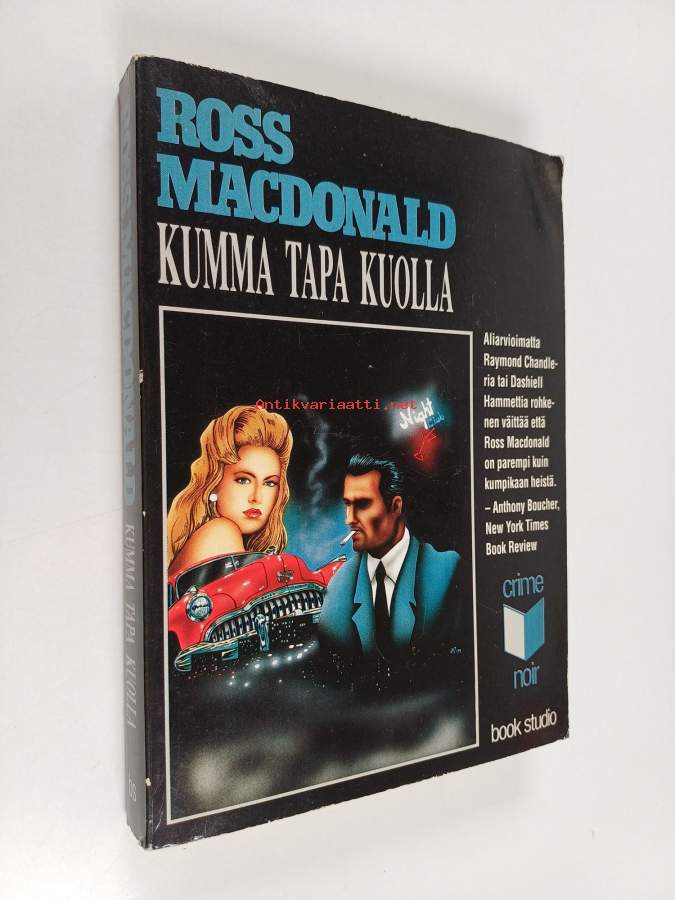 ROSS
MACDONALD
KUMMA TAPA KUOLLA
Aliarvioimatta
Raymond Chandle-
ria tai Dashiell
Hammettia rohke-
nen väittää että
Ross Macdonald
on parempi kuin
kumpikaan heistä.
– Anthony Boucher,
New York Times
Book Review
Night
Antikvariaatti.net
crime
noir
book studio
ROSS MACDONALD
KUMMA TAPA KUOLLA
bs